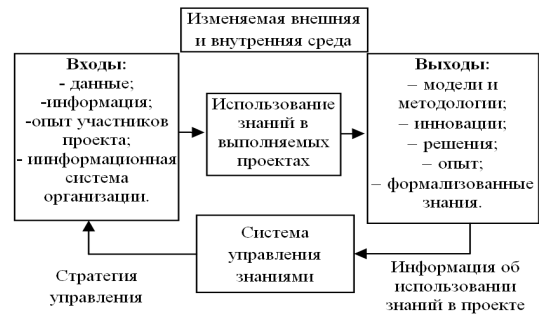 Изменяемая внешняя
и внутренняя среда
Входы:
- данные;
-информация;
-опыт участников
проекта;
- иинформационная
система
организации.
Использование
знаний в
выполняемых
проектах
Выходы:
– модели и
методологии;
– инновации;
– решения;
– опыт;
– формализованные
знания.
Система
управления
знаниями
Стратегия
управления
Информация об
использовании
знаний в проекте